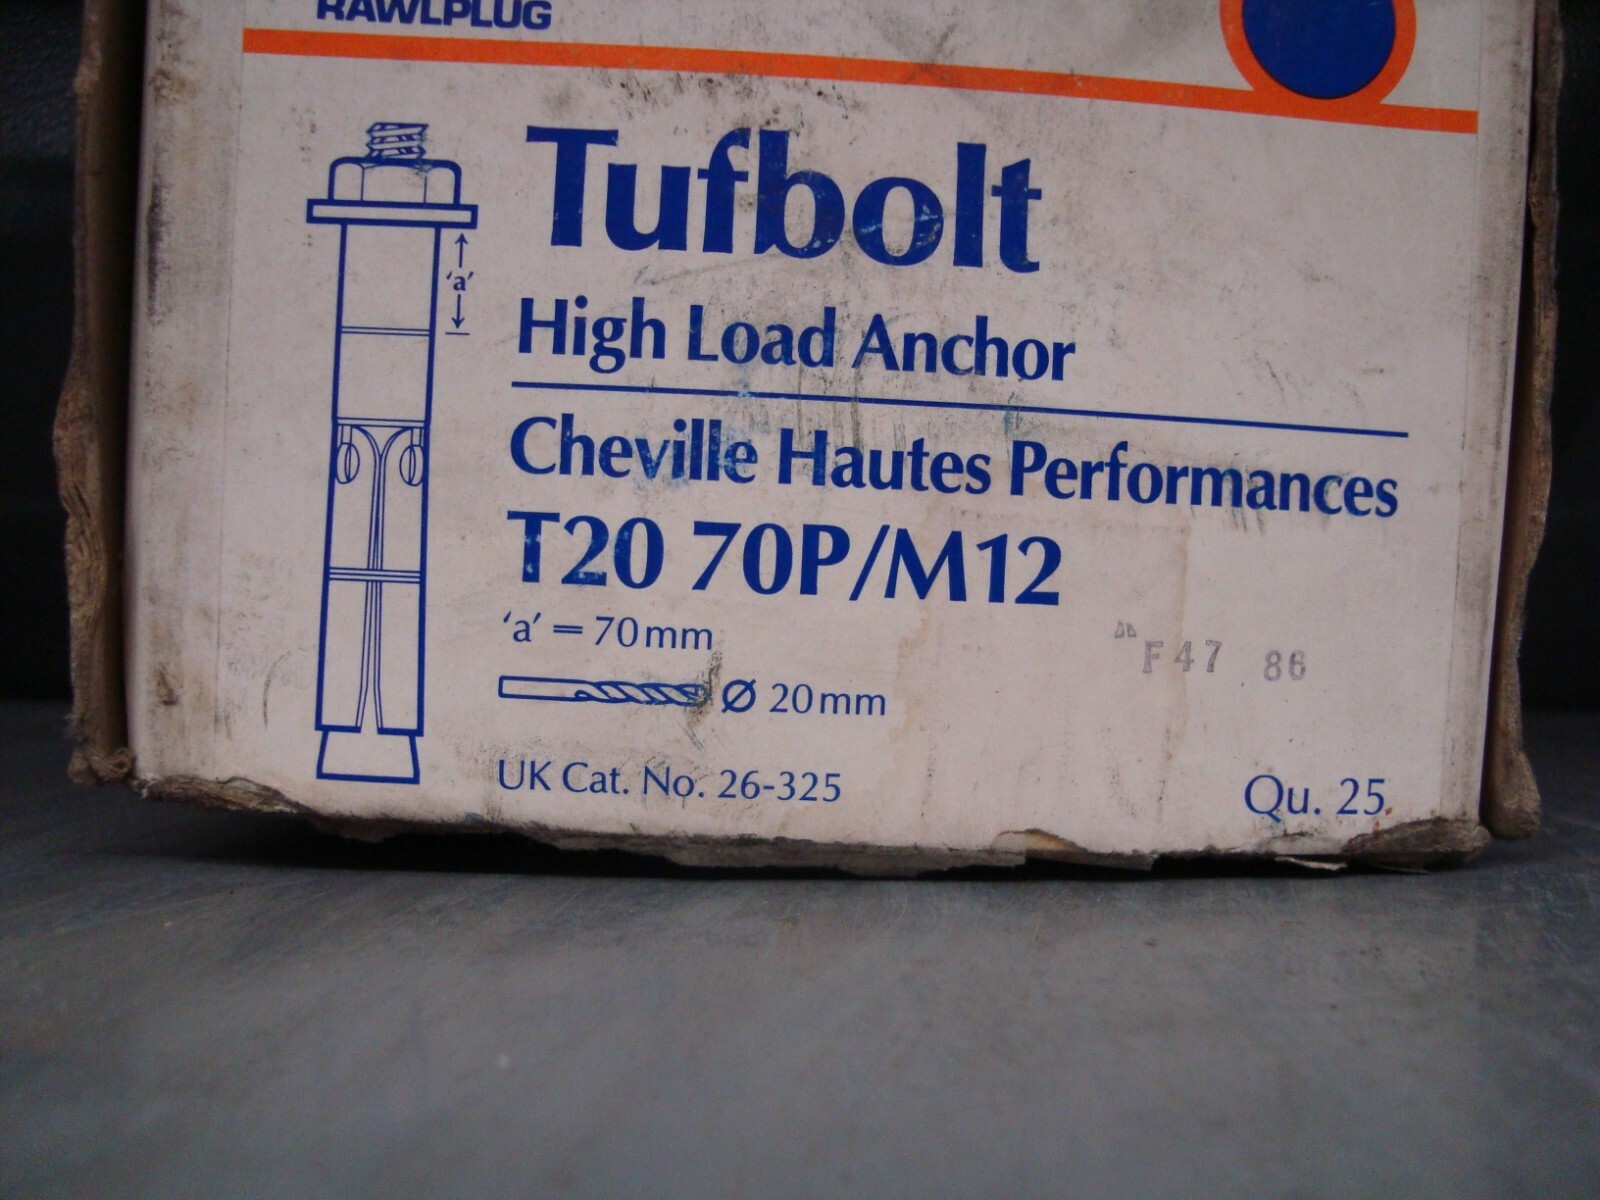 RAWLPLUG
Tufbolt
'a'
High Load Anchor
Cheville Hautes Performances
T20 70P/M12
'a' = 70mm
Ø 20mm
F47 86
UK Cat. No. 26-325
Qu. 25